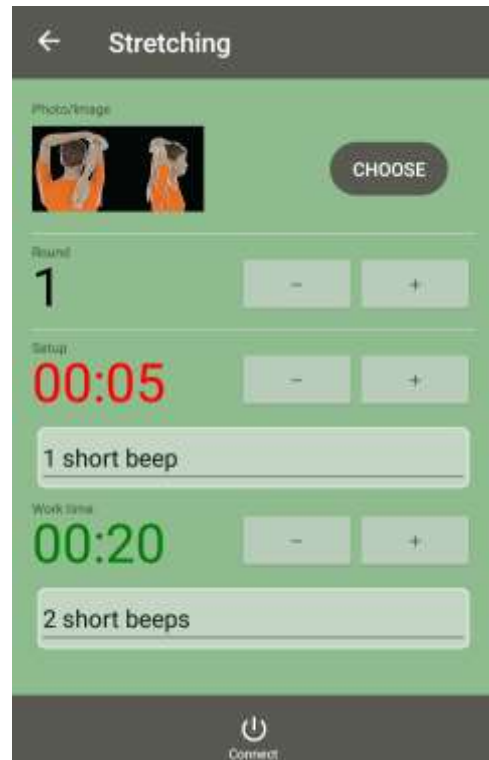 Stretching
Photo/Image
CHOOSE
Round
1
-
+
Setup
00:05
-
+
1 short beep
Work time
00:20
-
+
2 short beeps
Connect